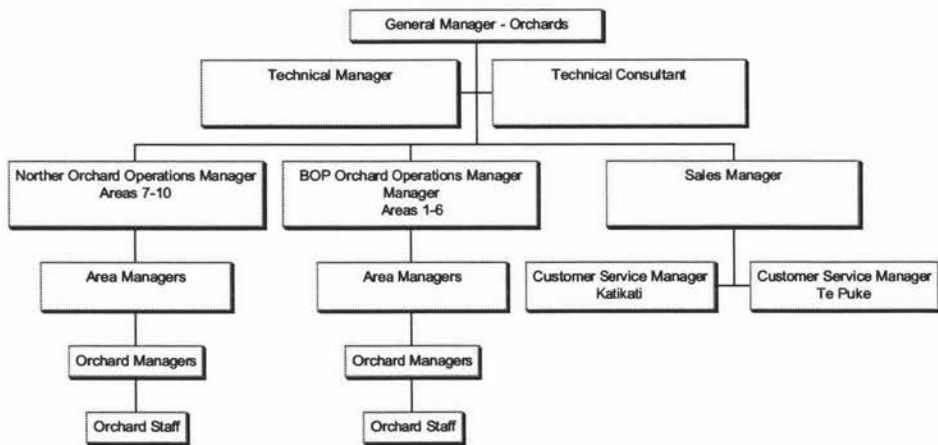 General Manager - Orchards
Technical Manager
Technical Consultant
Norther Orchard Operations Manager
Areas 7-10
BOP Orchard Operations Manager
Manager
Areas 1-6
Sales Manager
Area Managers
Area Managers
Customer Service Manager
Katikati
Customer Service Manager
Te Puke
Orchard Managers
Orchard Managers
Orchard Staff
Orchard Staff